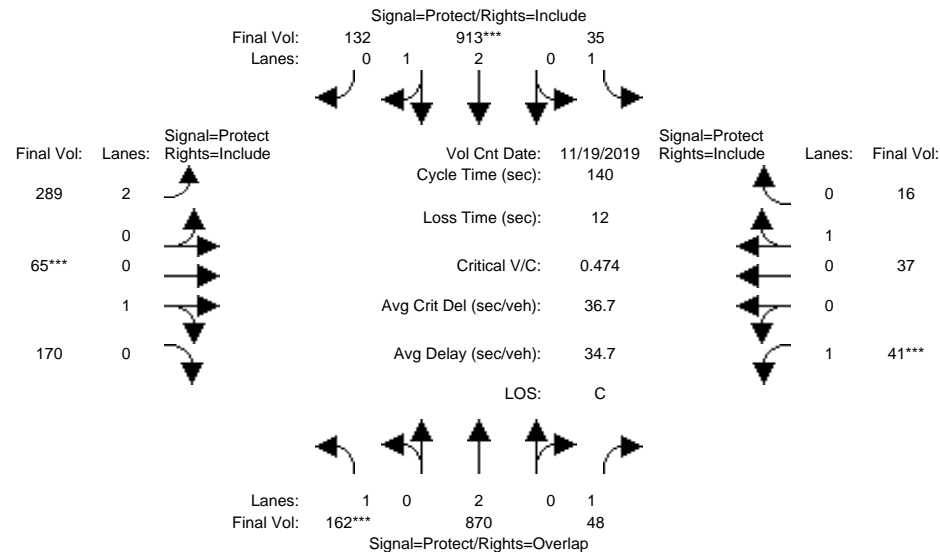 Signal=Protect/Rights=Include
Final Vol: 132 913*** 35
Lanes: 0 1 2 0 1
Signal=Protect
Final Vol: Lanes: Rights=Include
Vol Cnt Date: 11/19/2019
Signal=Protect
Rights=Include Lanes: Final Vol:
Cycle Time (sec): 140
289 2
0 16
Loss Time (sec): 12
0
1
65*** 0
Critical V/C: 0.474
0 37
1
Avg Crit Del (sec/veh): 36.7
0
170 0
Avg Delay (sec/veh): 34.7
1 41***
LOS: C
Lanes: 1 0 2 0 1
Final Vol: 162*** 870 48
Signal=Protect/Rights=Overlap